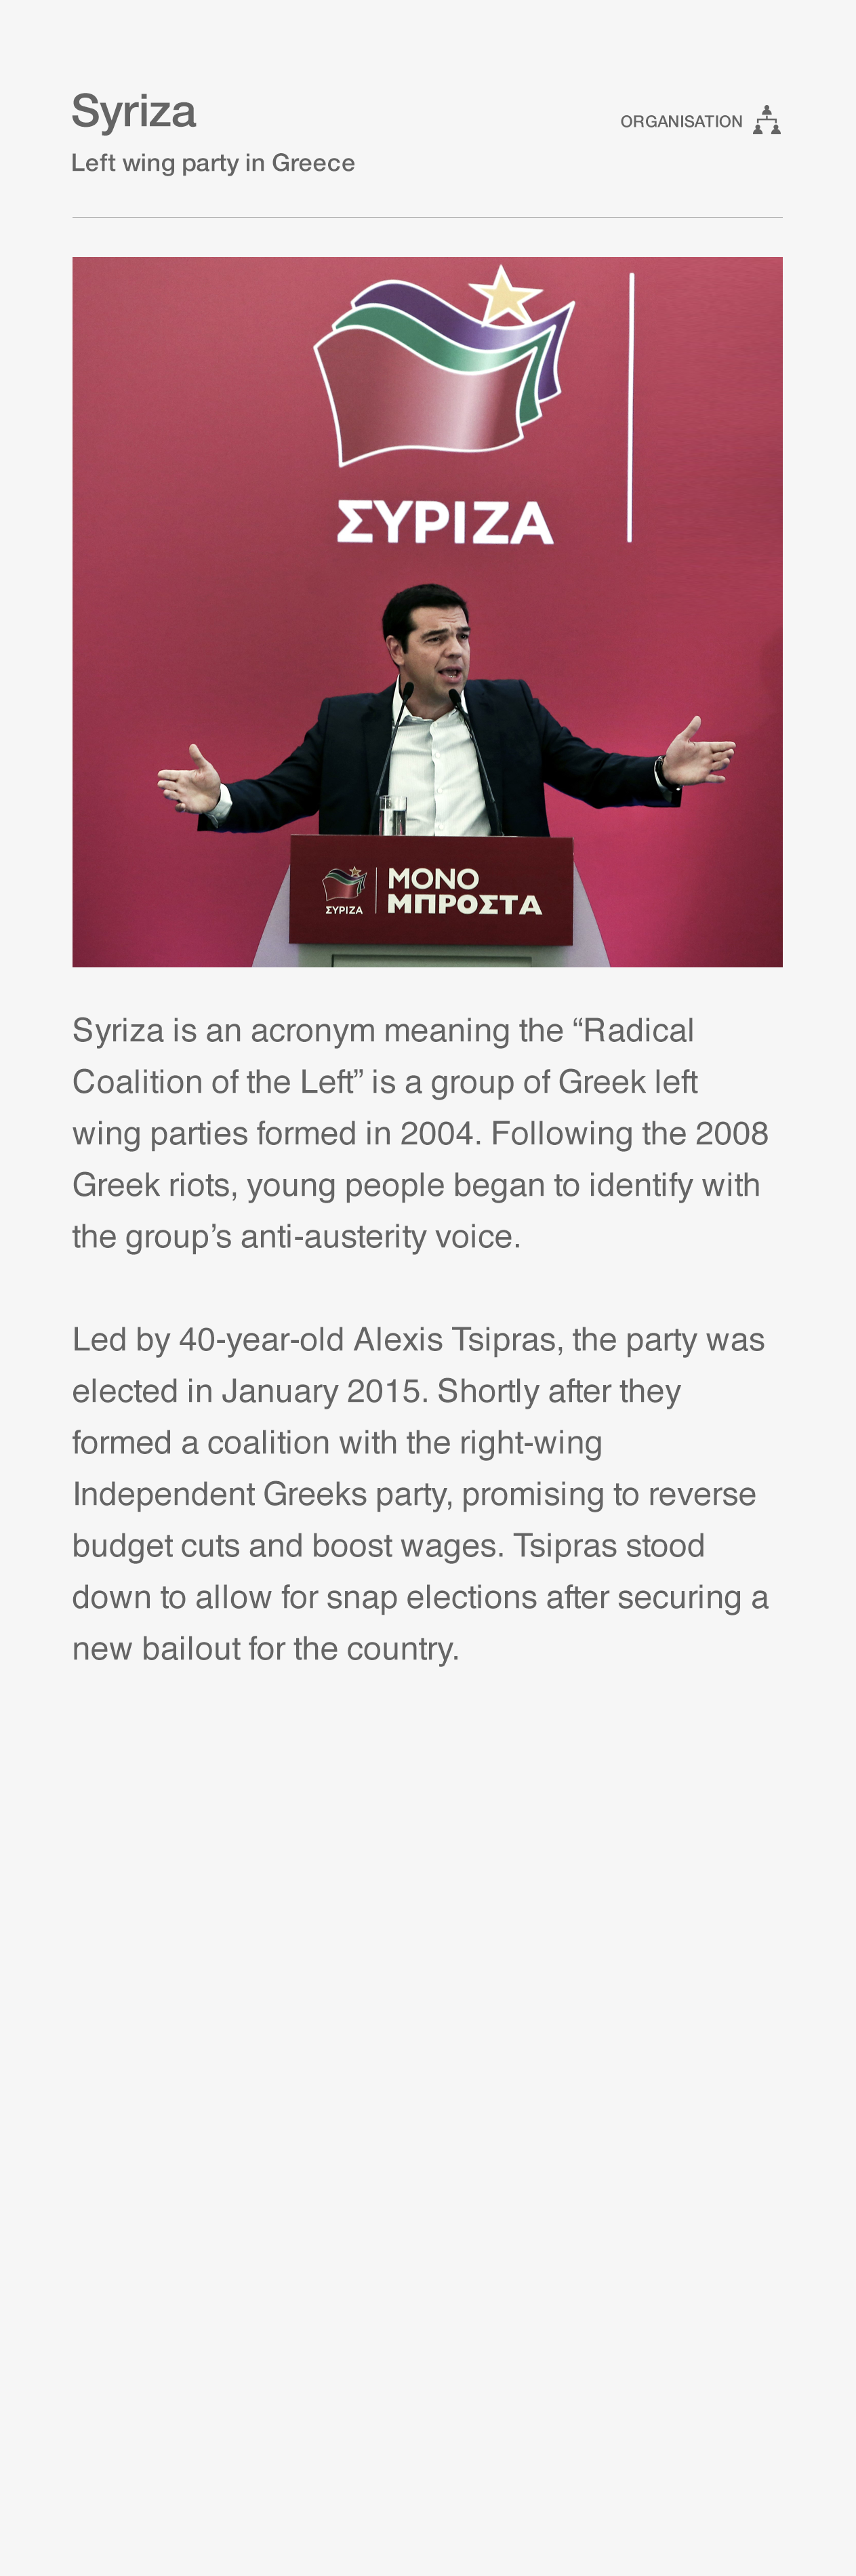 Syriza
ORGANISATION
Left wing party in Greece
ΣΥΡΙΖΑ
ΣΥΡΙΖΑ
ΜΟΝΟ
ΜΠΡΟΣΤΑ
Syriza is an acronym meaning the “Radical
Coalition of the Left” is a group of Greek left
wing parties formed in 2004. Following the 2008
Greek riots, young people began to identify with
the group’s anti-austerity voice.
Led by 40-year-old Alexis Tsipras, the party was
elected in January 2015. Shortly after they
formed a coalition with the right-wing
Independent Greeks party, promising to reverse
budget cuts and boost wages. Tsipras stood
down to allow for snap elections after securing a
new bailout for the country.